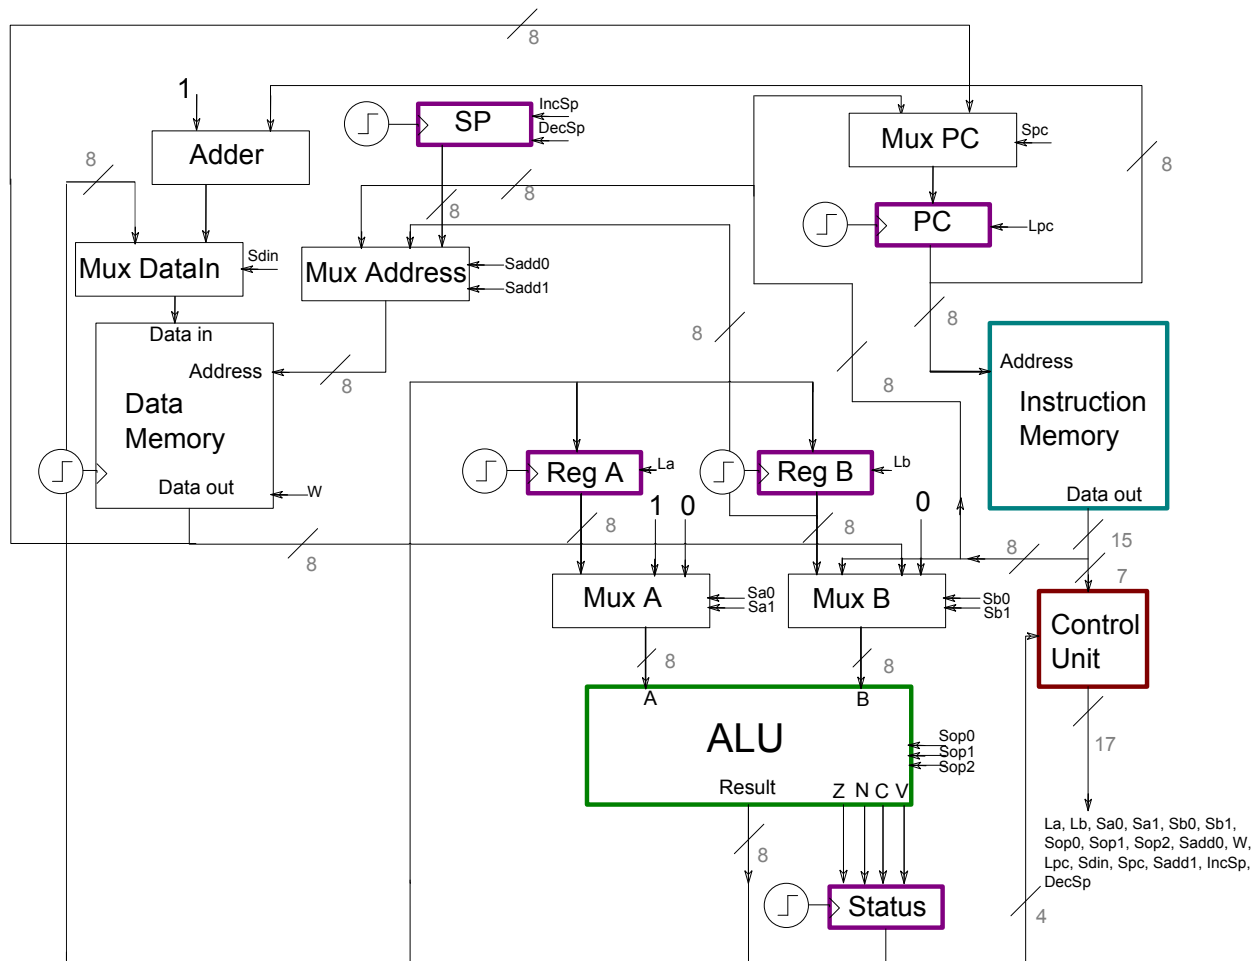 8
1
IncSp
SP
DecSp
Mux PC
Spc
Adder
8
8
8
8
PC
Lpc
Mux DataIn
Sdin
Mux Address
Sadd0
Sadd1
8
Data in
Address
8
8
8
Address
Data
Memory
Instruction
Memory
Reg A
La
Reg B
Lb
Data out
W
1
0
0
Data out
8
8
8
8
15
7
Mux A
Sa0
Sa1
Mux B
Sb0
Sb1
Control
Unit
8
8
A
B
ALU
Sop0
Sop1
Sop2
17
Result
Z
N
C
V
La, Lb, Sa0, Sa1, Sb0, Sb1,
Sop0, Sop1, Sop2, Sadd0, W,
Lpc, Sdin, Spc, Sadd1, IncSp,
DecSp
8
Status
4